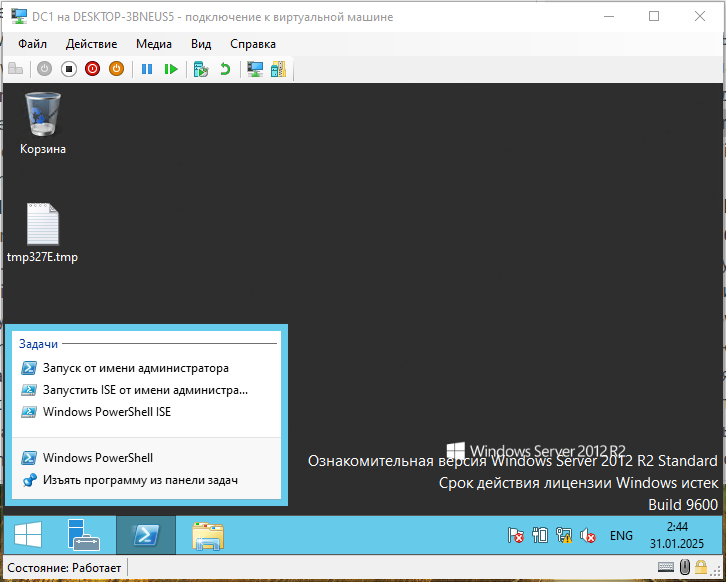 DC1 на DESKTOP-3BNEUS5 - подключение к виртуальной машине
Файл Действие Медиа Вид Справка
Корзина
tmp327E.tmp
Задачи
Запуск от имени администратора
Запустить ISE от имени администра...
Windows PowerShell ISE
Windows PowerShell
Изъять программу из панели задач
Windows Server 2012 R2
Ознакомительная версия Windows Server 2012 R2 Standard
Срок действия лицензии Windows истек
Build 9600
ENG
2:44
31.01.2025
Состояние: Работает